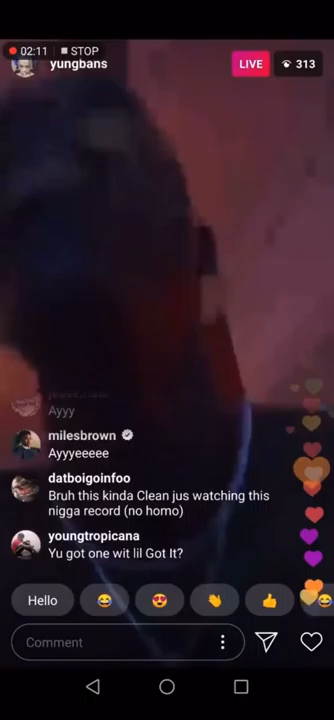 02:11 STOP
yungbans LIVE 313
Ayyy
milesbrown
Ayyyeeeee
datboigoinfoo
Bruh this kinda Clean jus watching this
nigga record (no homo)
youngtropicana
Yu got one wit lil Got It?
Hello
Comment